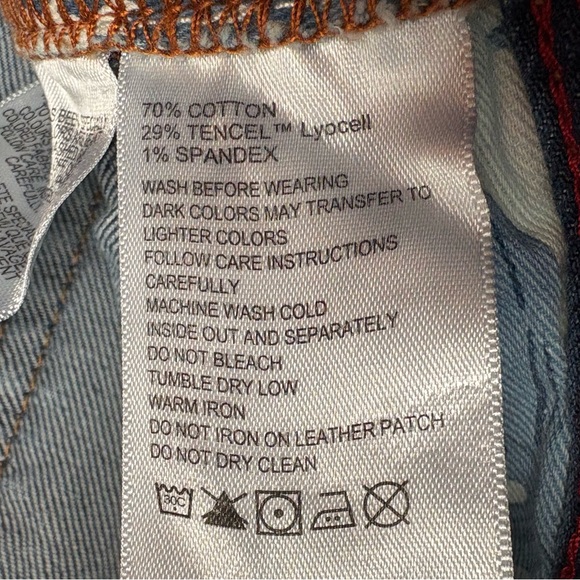 70% COTTON
29% TENCEL™ Lyocell
1% SPANDEX
WASH BEFORE WEARING
DARK COLORS MAY TRANSFER TO
LIGHTER COLORS
FOLLOW CARE INSTRUCTIONS
CAREFULLY
MACHINE WASH COLD
INSIDE OUT AND SEPARATELY
DO NOT BLEACH
TUMBLE DRY LOW
WARM IRON
DO NOT IRON ON LEATHER PATCH
DO NOT DRY CLEAN
30C